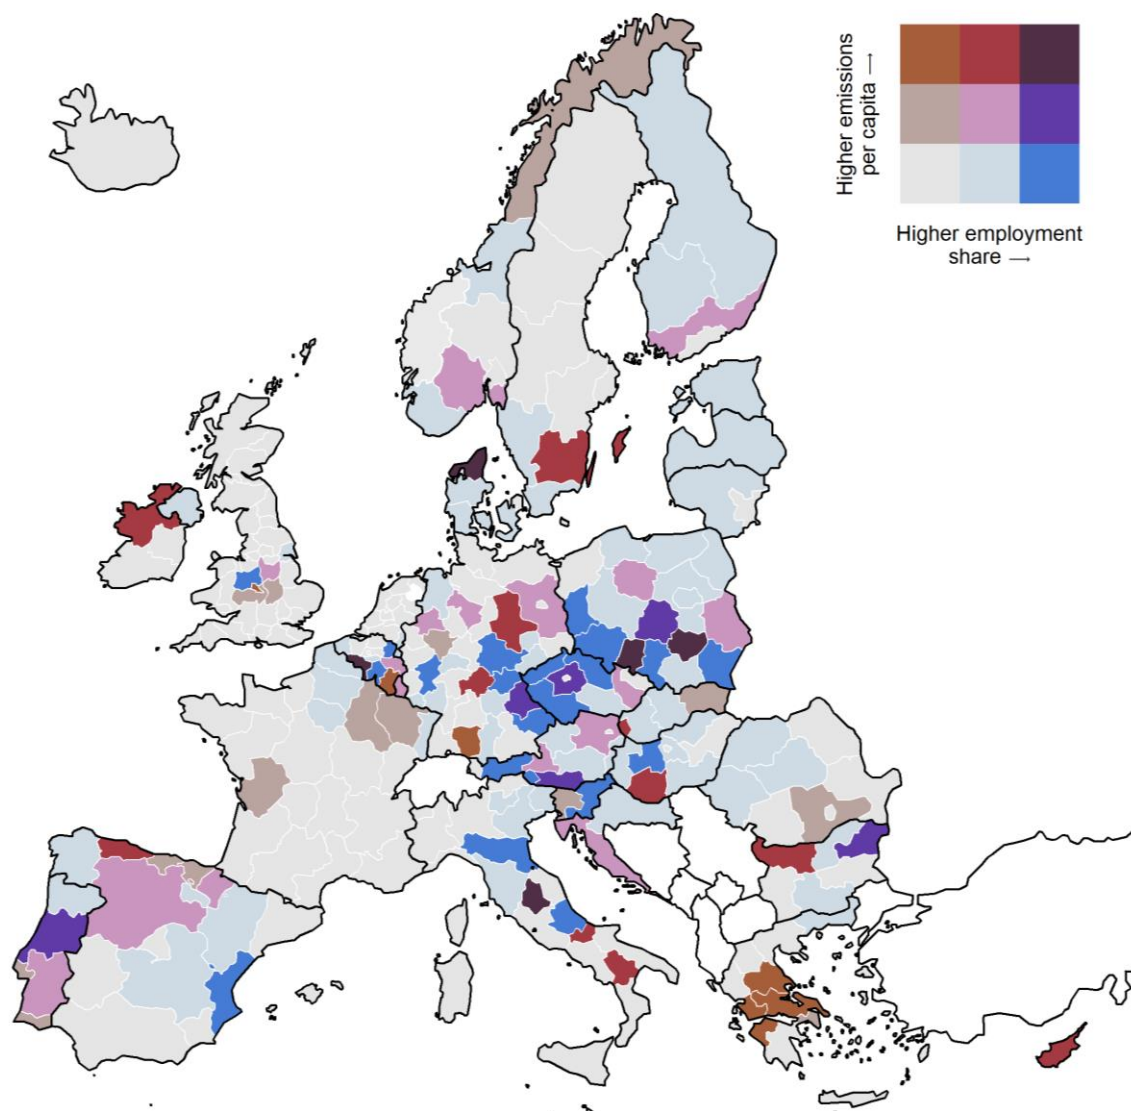 Higher emissions
per capita →
Higher employment
share →